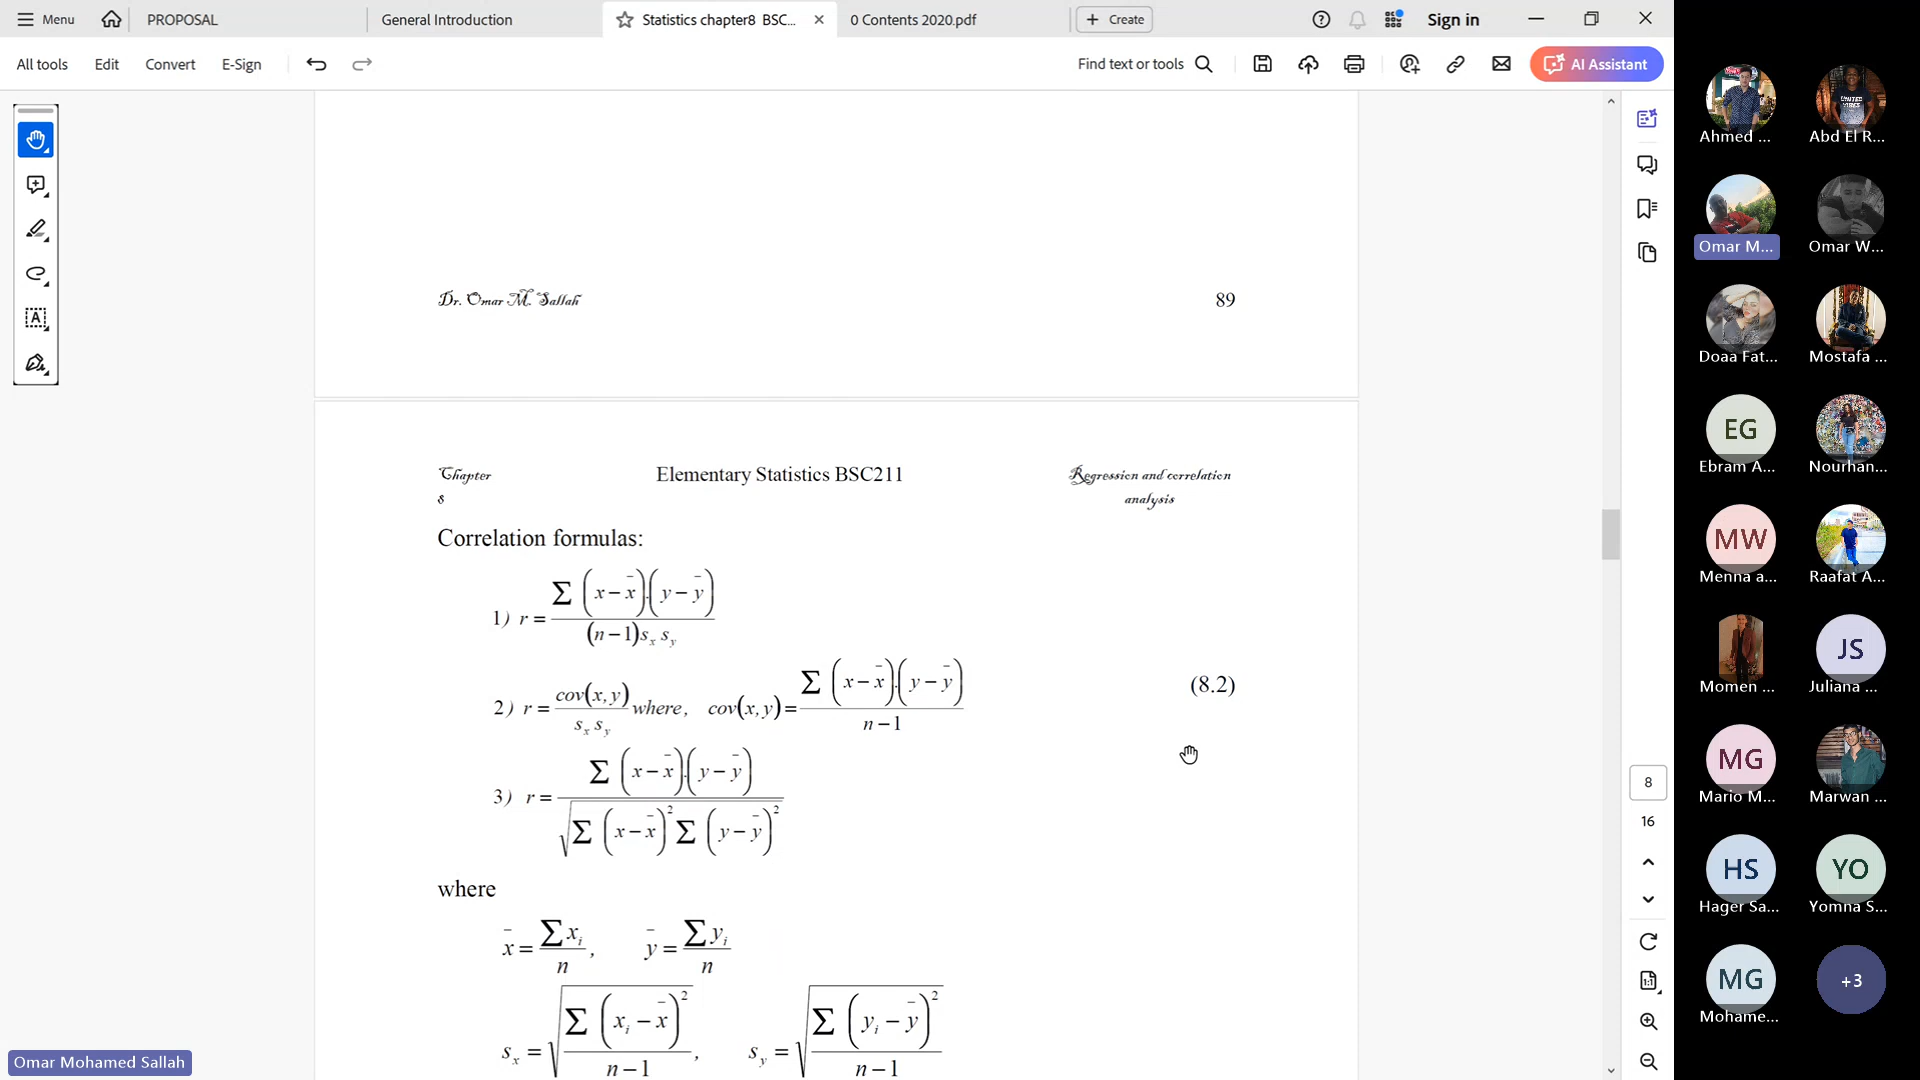 Menu
PROPOSAL
General Introduction
Statistics chapter8 BSC...
0 Contents 2020.pdf
Create
Sign in
All tools
Edit
Convert
E-Sign
Find text or tools
AI Assistant
Dr. Omar M. Sallah 89
Chapter 8
Elementary Statistics BSC211
Regression and correlation analysis
Correlation formulas:
1) r = ∑(x−x̄).(y−ȳ) / (n−1)sₓ s_y
2) r = cov(x,y) / sₓ s_y where, cov(x,y) = ∑(x−x̄).(y−ȳ) / n−1 (8.2)
3) r = ∑(x−x̄).(y−ȳ) / √∑(x−x̄)² ∑(y−ȳ)²
where
x̄ = ∑xᵢ / n, ȳ = ∑yᵢ / n
sₓ = √∑(xᵢ−x̄)² / n−1, s_y = √∑(yᵢ−ȳ)² / n−1
8
16
1:1
Omar Mohamed Sallah
Ahmed ...
Abd El R...
Omar M...
Omar W...
Doaa Fat...
Mostafa ...
EG
Ebram A...
Nourhan...
MW
Menna a...
Raafat A...
Momen ...
JS
Juliana ...
MG
Mario M...
Marwan ...
HS
Hager Sa...
YO
Yomna S...
MG
Mohame...
+3